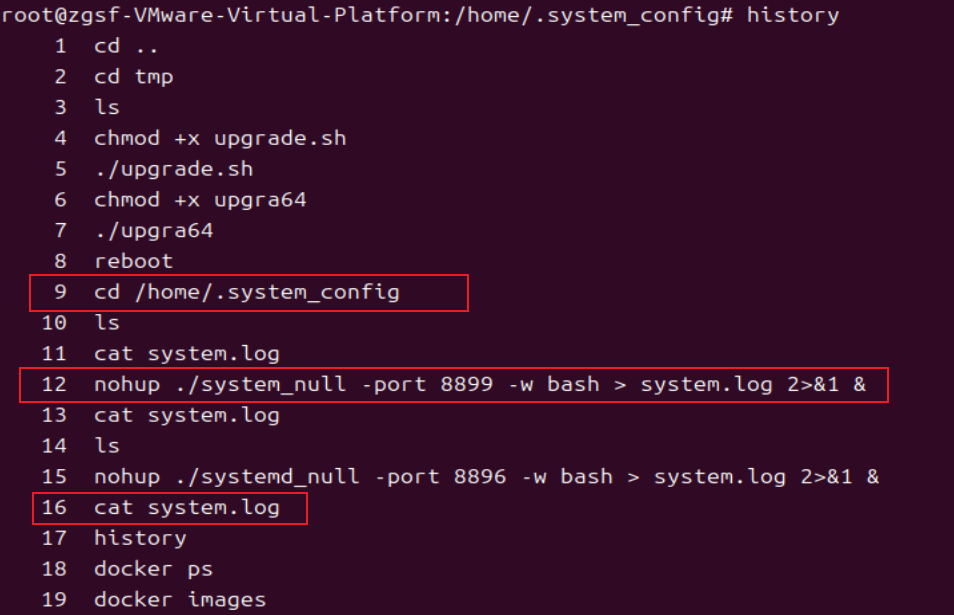 root@zgsf-VMware-Virtual-Platform:/home/.system_config# history
1 cd ..
2 cd tmp
3 ls
4 chmod +x upgrade.sh
5 ./upgrade.sh
6 chmod +x upgra64
7 ./upgra64
8 reboot
9 cd /home/.system_config
10 ls
11 cat system.log
12 nohup ./system_null -port 8899 -w bash > system.log 2>&1 &
13 cat system.log
14 ls
15 nohup ./systemd_null -port 8896 -w bash > system.log 2>&1 &
16 cat system.log
17 history
18 docker ps
19 docker images